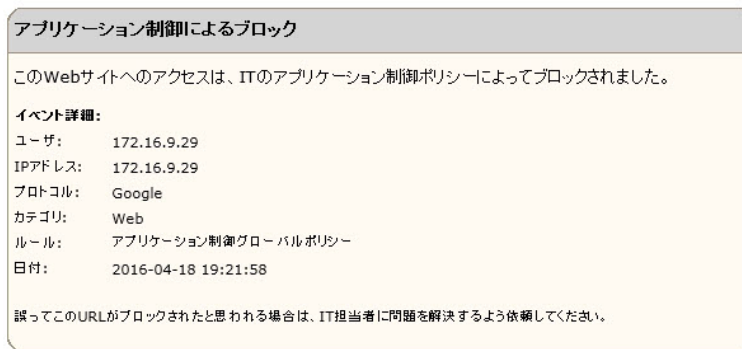 アプリケーション制御によるブロック
このWebサイトへのアクセスは、ITのアプリケーション制御ポリシーによってブロックされました。
イベント詳細:
ユーザ: 172.16.9.29
IPアドレス: 172.16.9.29
プロトコル: Google
カテゴリ: Web
ルール: アプリケーション制御グローバルポリシー
日付: 2016-04-18 19:21:58
誤ってこのURLがブロックされたと思われる場合は、IT担当者に問題を解決するよう依頼してください。